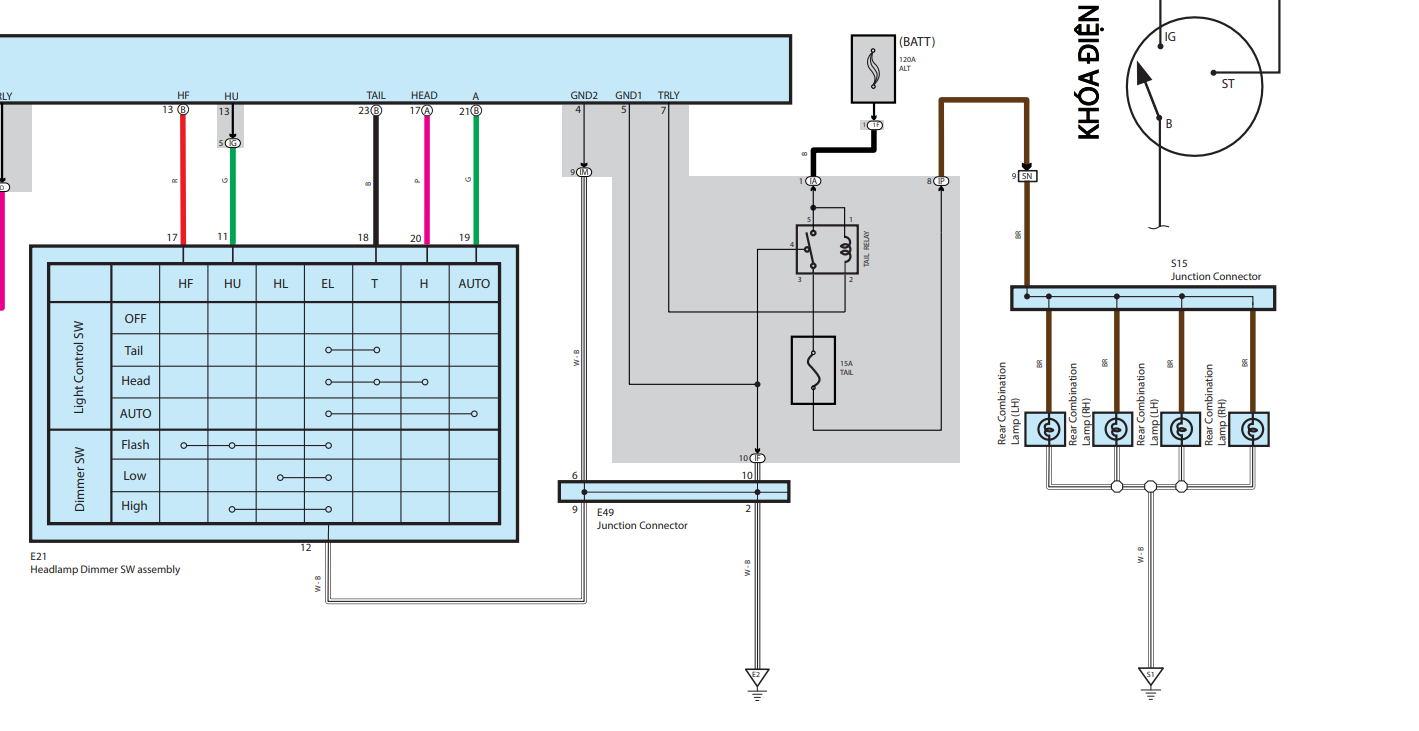 RLY
HF
HU
TAIL
HEAD
A
GND2
GND1
TRLY
13 B
13
23 B
17 A
21 B
4
5
7
5 IG
9 IM
R
G
B
P
G
17
11
18
20
19
HF
HU
HL
EL
T
H
AUTO
Light Control SW
OFF
Tail
Head
AUTO
Dimmer SW
Flash
Low
High
E21
Headlamp Dimmer SW assembly
12
W - B
W - B
6
10
9
2
E49
Junction Connector
10 IF
W - B
E2
(BATT)
120A
ALT
1 1F
B
1 IA
8 IP
5
1
4
3
2
TAIL RELAY
15A
TAIL
KHÓA ĐIỆN
IG
ST
B
9 SN
BR
S15
Junction Connector
BR
BR
BR
BR
Rear Combination
Lamp (LH)
Rear Combination
Lamp (RH)
Rear Combination
Lamp (LH)
Rear Combination
Lamp (RH)
W - B
S1